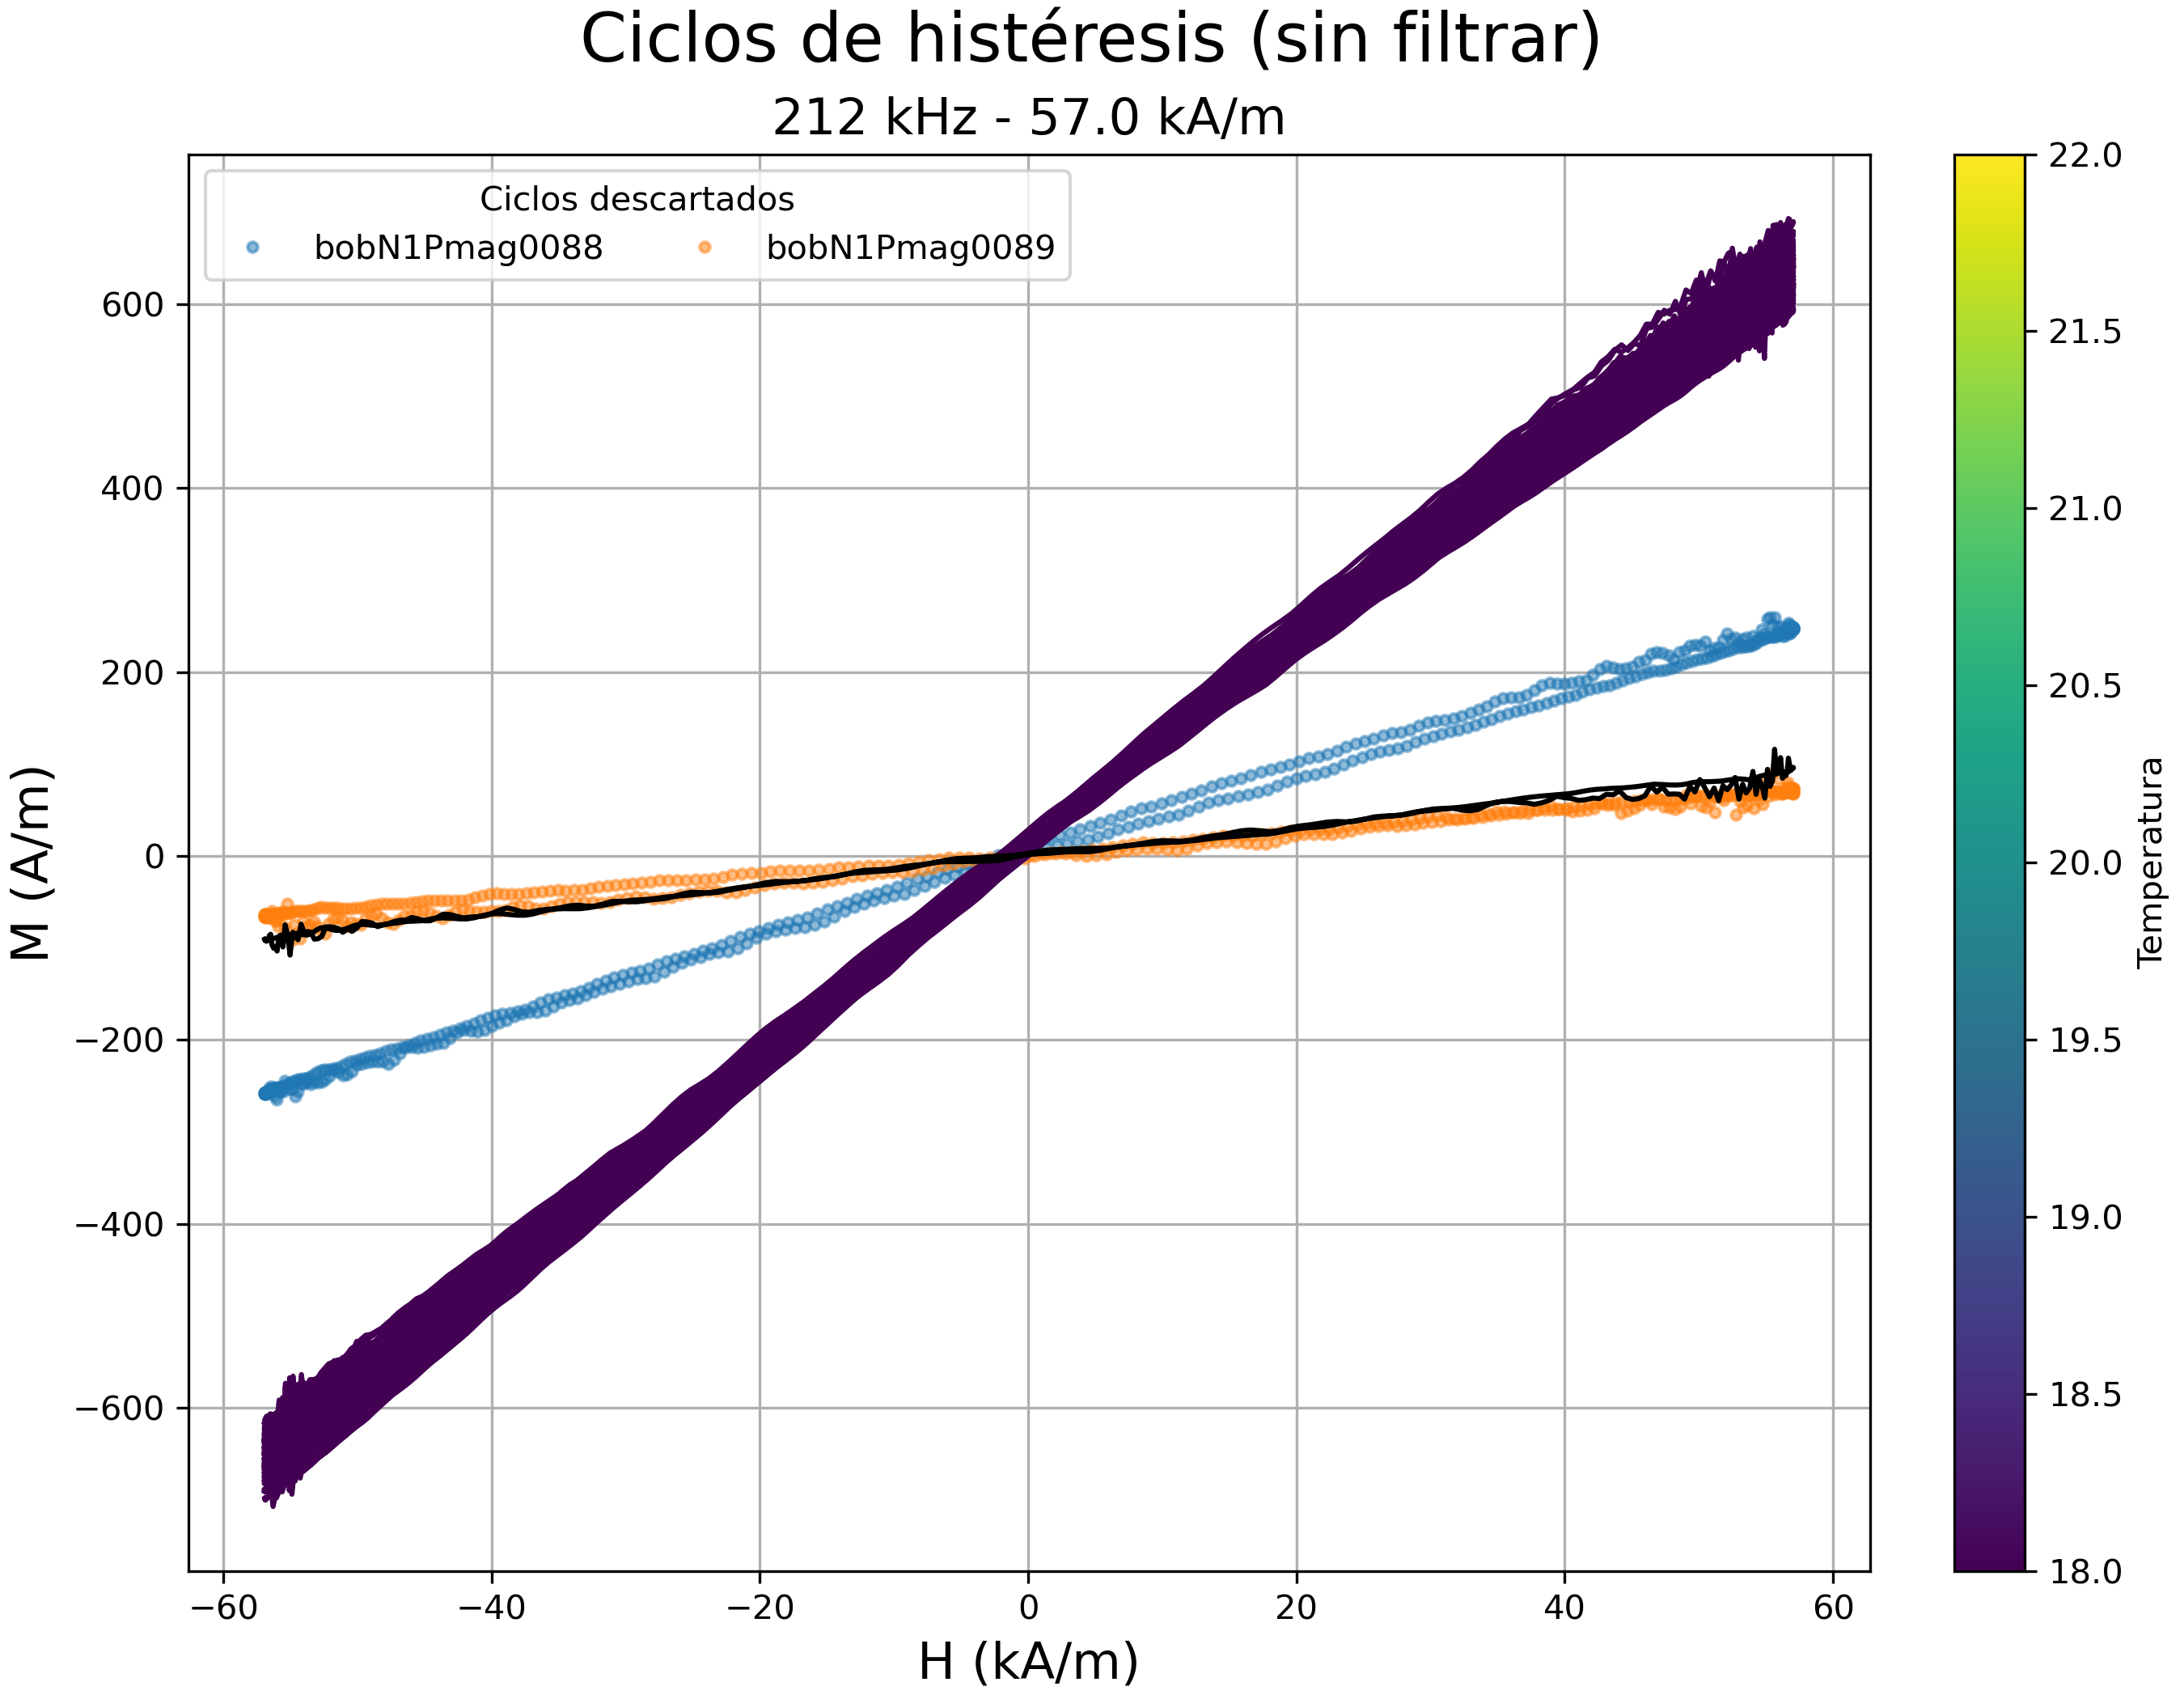 Ciclos de histéresis (sin filtrar)
212 kHz - 57.0 kA/m
Ciclos descartados
bobN1Pmag0088 bobN1Pmag0089
M (A/m)
600
400
200
0
−200
−400
−600
−60 −40 −20 0 20 40 60
H (kA/m)
22.0
21.5
21.0
20.5
20.0
19.5
19.0
18.5
18.0
Temperatura